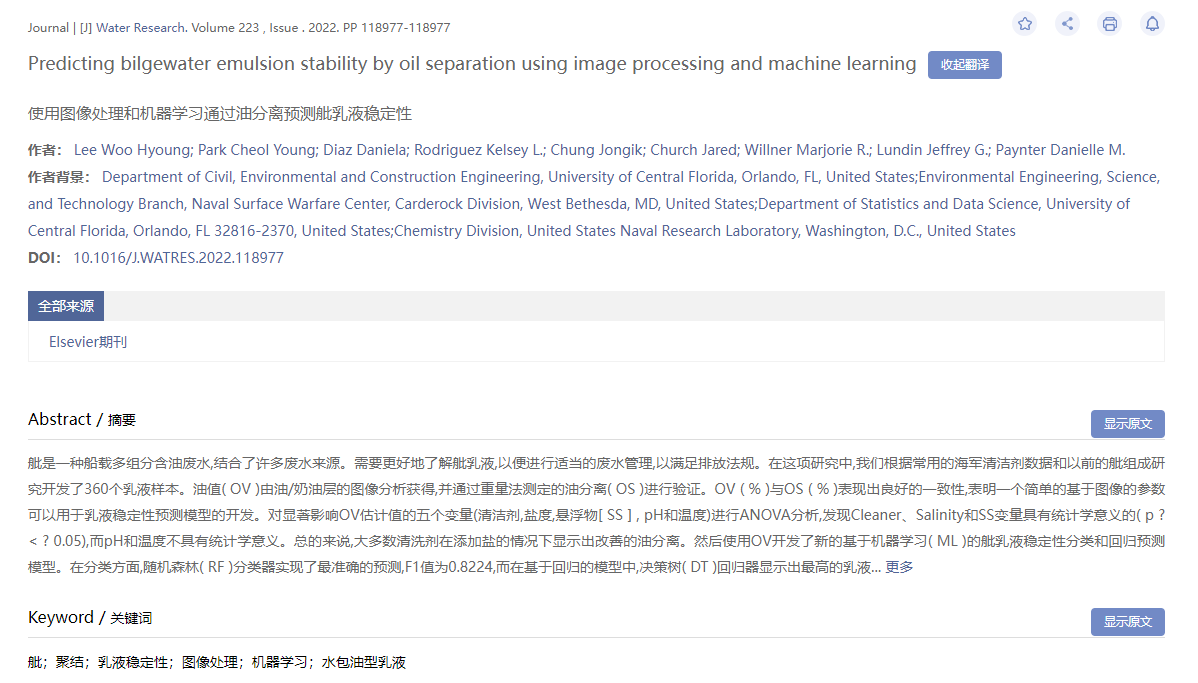 Journal | [J] Water Research. Volume 223 , Issue . 2022. PP 118977-118977
Predicting bilgewater emulsion stability by oil separation using image processing and machine learning 收起翻译
使用图像处理和机器学习通过油分离预测舭乳液稳定性
作者： Lee Woo Hyoung; Park Cheol Young; Diaz Daniela; Rodriguez Kelsey L.; Chung Jongik; Church Jared; Willner Marjorie R.; Lundin Jeffrey G.; Paynter Danielle M.
作者背景： Department of Civil, Environmental and Construction Engineering, University of Central Florida, Orlando, FL, United States;Environmental Engineering, Science,
and Technology Branch, Naval Surface Warfare Center, Carderock Division, West Bethesda, MD, United States;Department of Statistics and Data Science, University of
Central Florida, Orlando, FL 32816-2370, United States;Chemistry Division, United States Naval Research Laboratory, Washington, D.C., United States
DOI： 10.1016/J.WATRES.2022.118977
全部来源
Elsevier期刊
Abstract / 摘要 显示原文
舭是一种船载多组分含油废水,结合了许多废水来源。需要更好地了解舭乳液,以便进行适当的废水管理,以满足排放法规。在这项研究中,我们根据常用的海军清洁剂数据和以前的舭组成研
究开发了360个乳液样本。油值( OV )由油/奶油层的图像分析获得,并通过重量法测定的油分离( OS )进行验证。OV ( % )与OS ( % )表现出良好的一致性,表明一个简单的基于图像的参数
可以用于乳液稳定性预测模型的开发。对显著影响OV估计值的五个变量(清洁剂,盐度,悬浮物[ SS ] , pH和温度)进行ANOVA分析,发现Cleaner、Salinity和SS变量具有统计学意义的( p ?
< ? 0.05),而pH和温度不具有统计学意义。总的来说,大多数清洗剂在添加盐的情况下显示出改善的油分离。然后使用OV开发了新的基于机器学习( ML )的舭乳液稳定性分类和回归预测
模型。在分类方面,随机森林( RF )分类器实现了最准确的预测,F1值为0.8224,而在基于回归的模型中,决策树( DT )回归器显示出最高的乳液... 更多
Keyword / 关键词 显示原文
舭；聚结；乳液稳定性；图像处理；机器学习；水包油型乳液